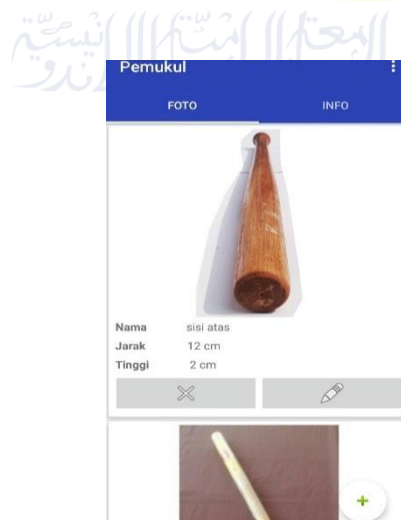 Pemukul
FOTO INFO
Nama sisi atas
Jarak 12 cm
Tinggi 2 cm